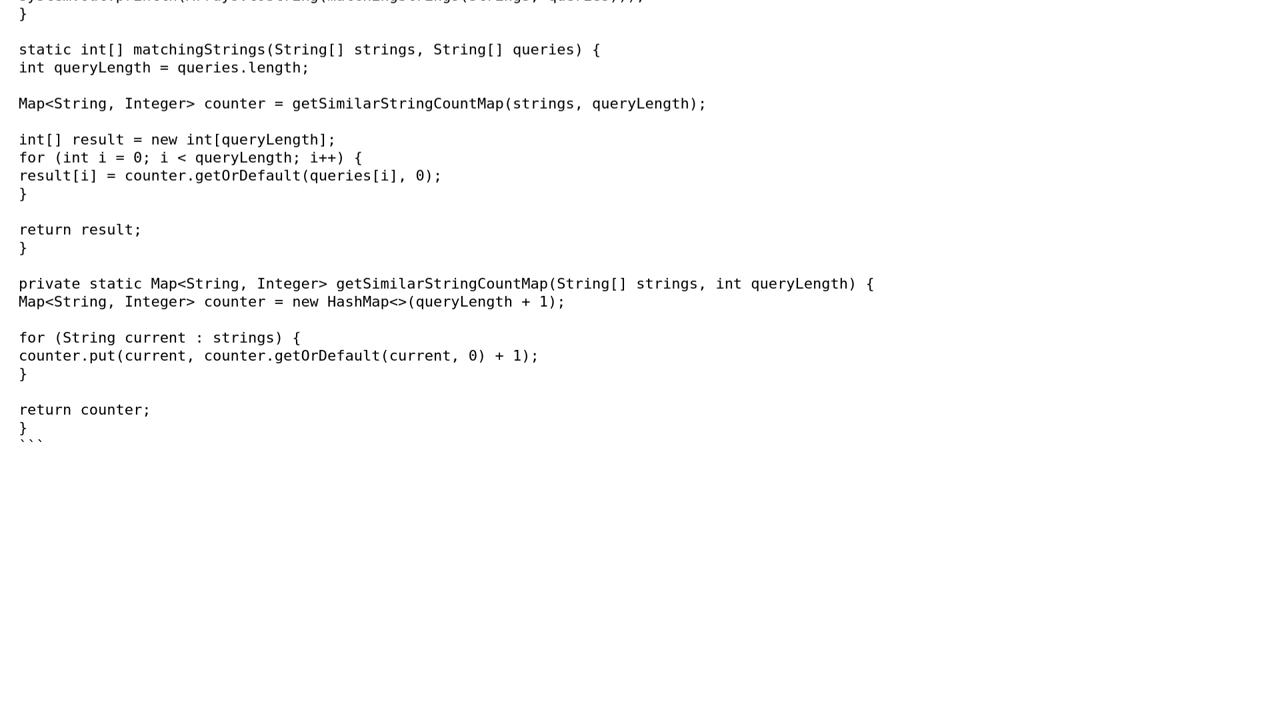 }
static int[] matchingStrings(String[] strings, String[] queries) {
int queryLength = queries.length;
Map<String, Integer> counter = getSimilarStringCountMap(strings, queryLength);
int[] result = new int[queryLength];
for (int i = 0; i < queryLength; i++) {
result[i] = counter.getOrDefault(queries[i], 0);
}
return result;
}
private static Map<String, Integer> getSimilarStringCountMap(String[] strings, int queryLength) {
Map<String, Integer> counter = new HashMap<>(queryLength + 1);
for (String current : strings) {
counter.put(current, counter.getOrDefault(current, 0) + 1);
}
return counter;
}
```